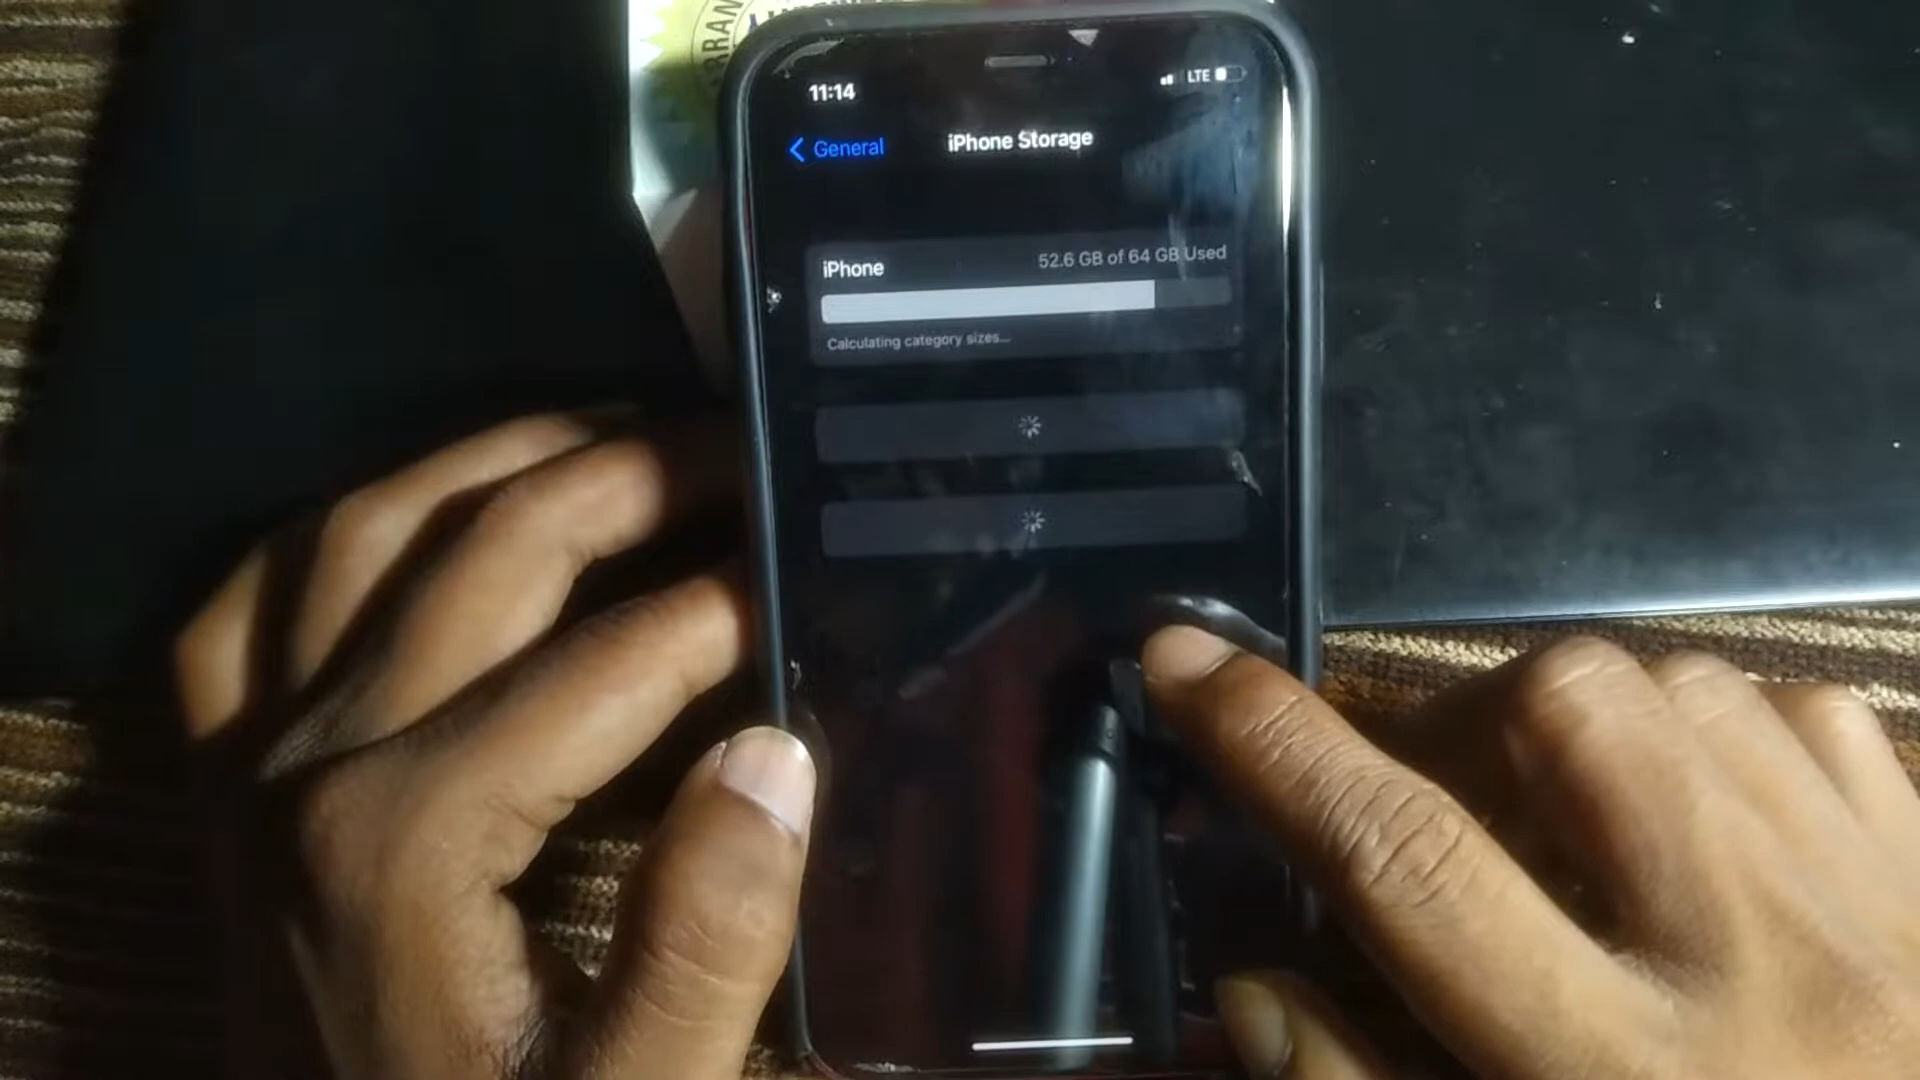 11:14
LTE
General
iPhone Storage
iPhone
52.6 GB of 64 GB Used
Calculating category sizes...